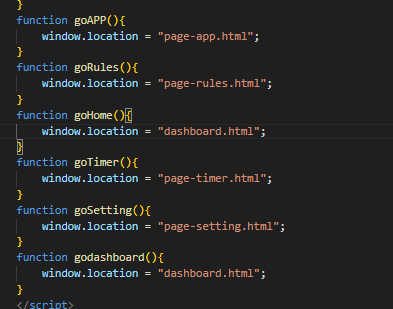 }
function goAPP(){
window.location = "page-app.html";
}
function goRules(){
window.location = "page-rules.html";
}
function goHome(){
window.location = "dashboard.html";
}
function goTimer(){
window.location = "page-timer.html";
}
function goSetting(){
window.location = "page-setting.html";
}
function godashboard(){
window.location = "dashboard.html";
}
</script>